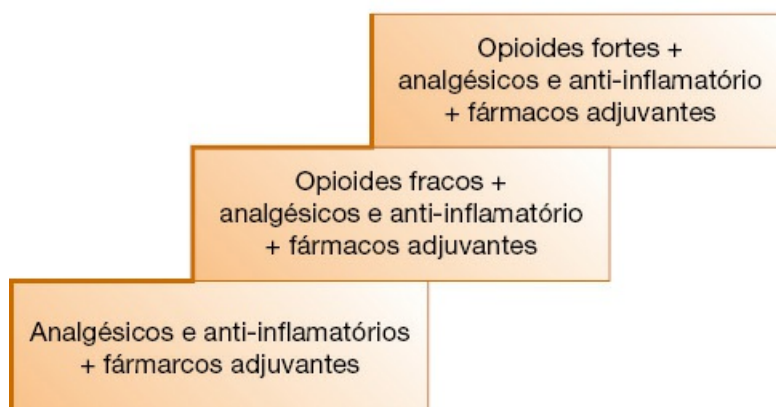 Opioides fortes +
analgésicos e anti-inflamatório
+ fármacos adjuvantes
Opioides fracos +
analgésicos e anti-inflamatório
+ fármacos adjuvantes
Analgésicos e anti-inflamatórios
+ fármarcos adjuvantes